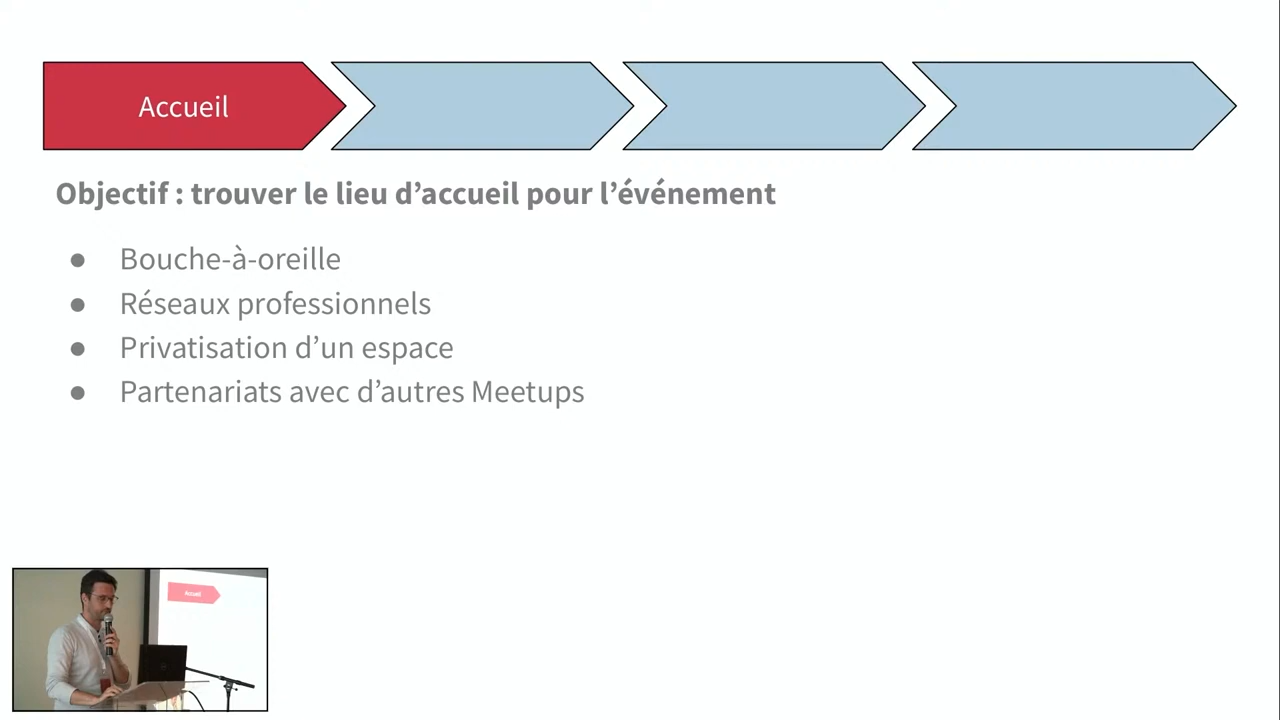 Accueil
Objectif : trouver le lieu d’accueil pour l’événement
● Bouche-à-oreille
● Réseaux professionnels
● Privatisation d’un espace
● Partenariats avec d’autres Meetups
Accueil